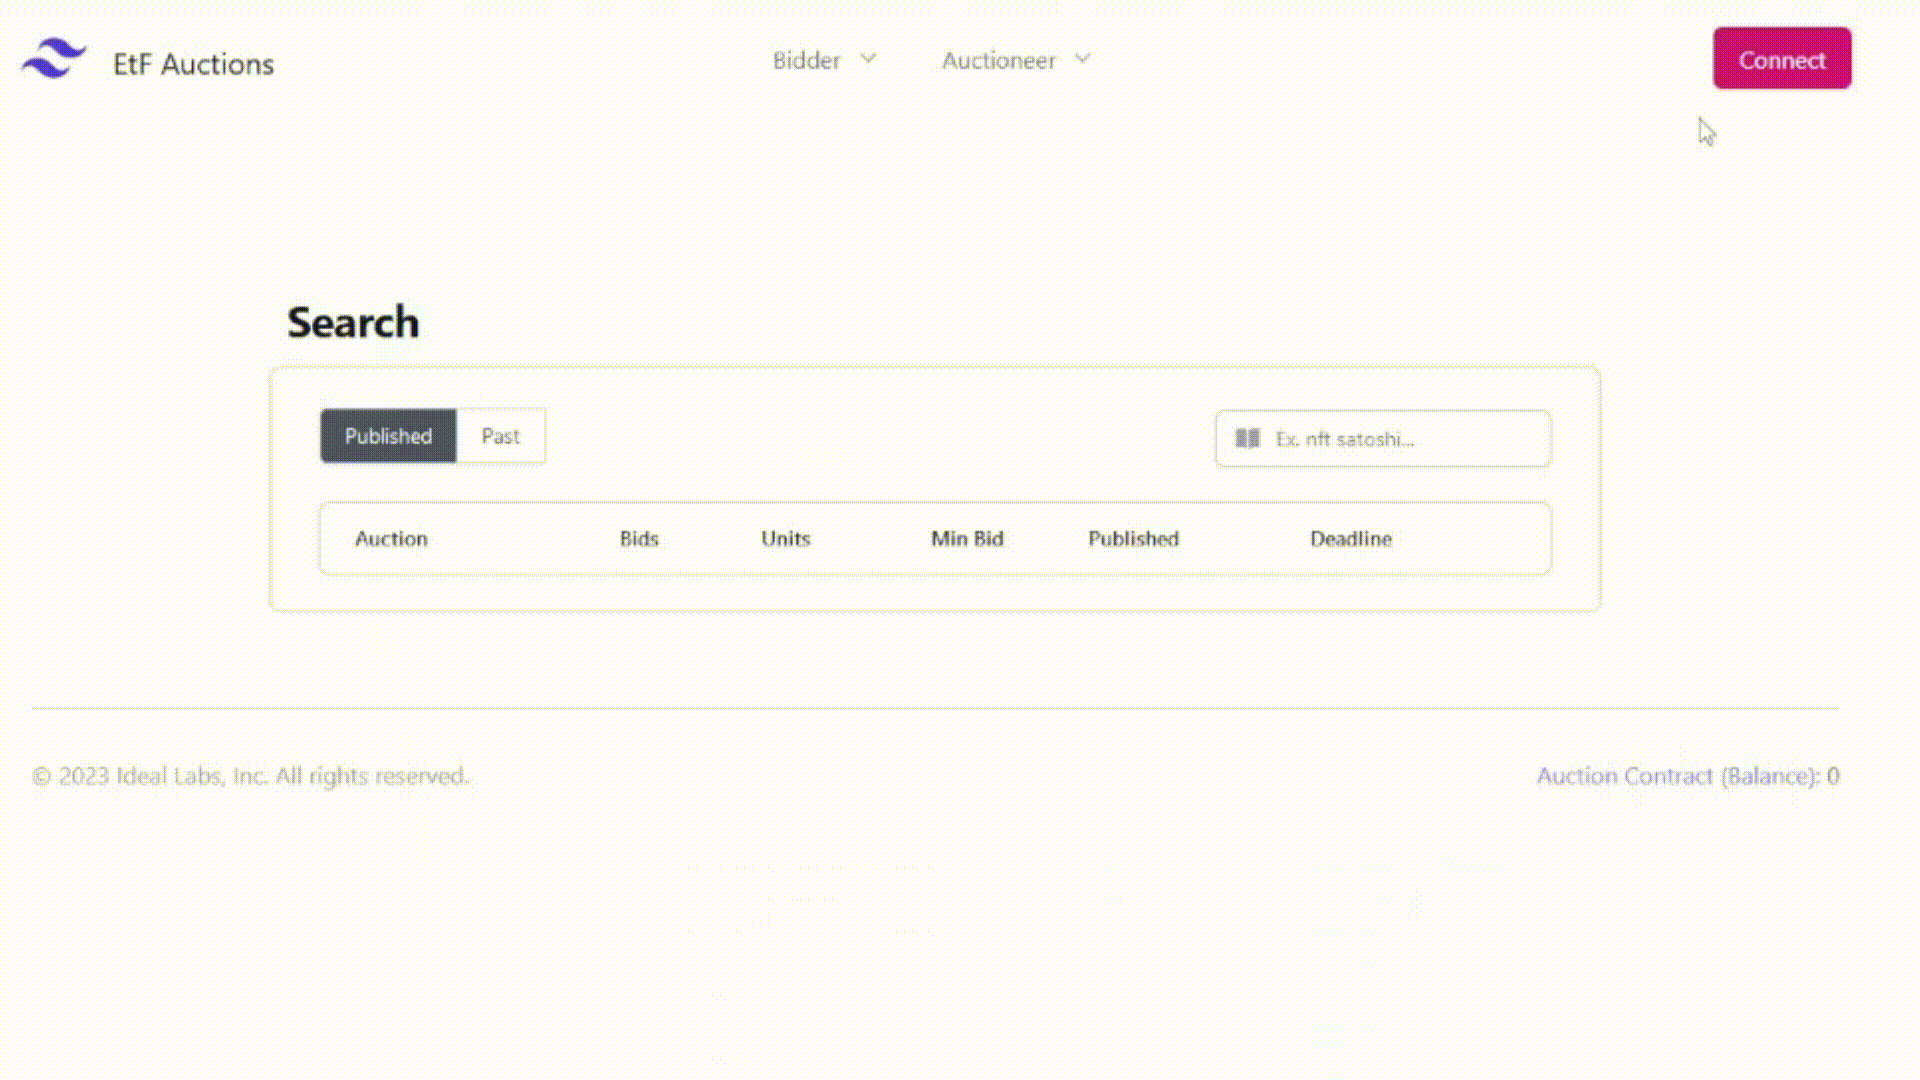 EtF Auctions
Bidder
Auctioneer
Connect
Search
Published
Past
Ex. nft satoshi...
Auction Bids Units Min Bid Published Deadline
© 2023 Ideal Labs, Inc. All rights reserved.
Auction Contract (Balance): 0